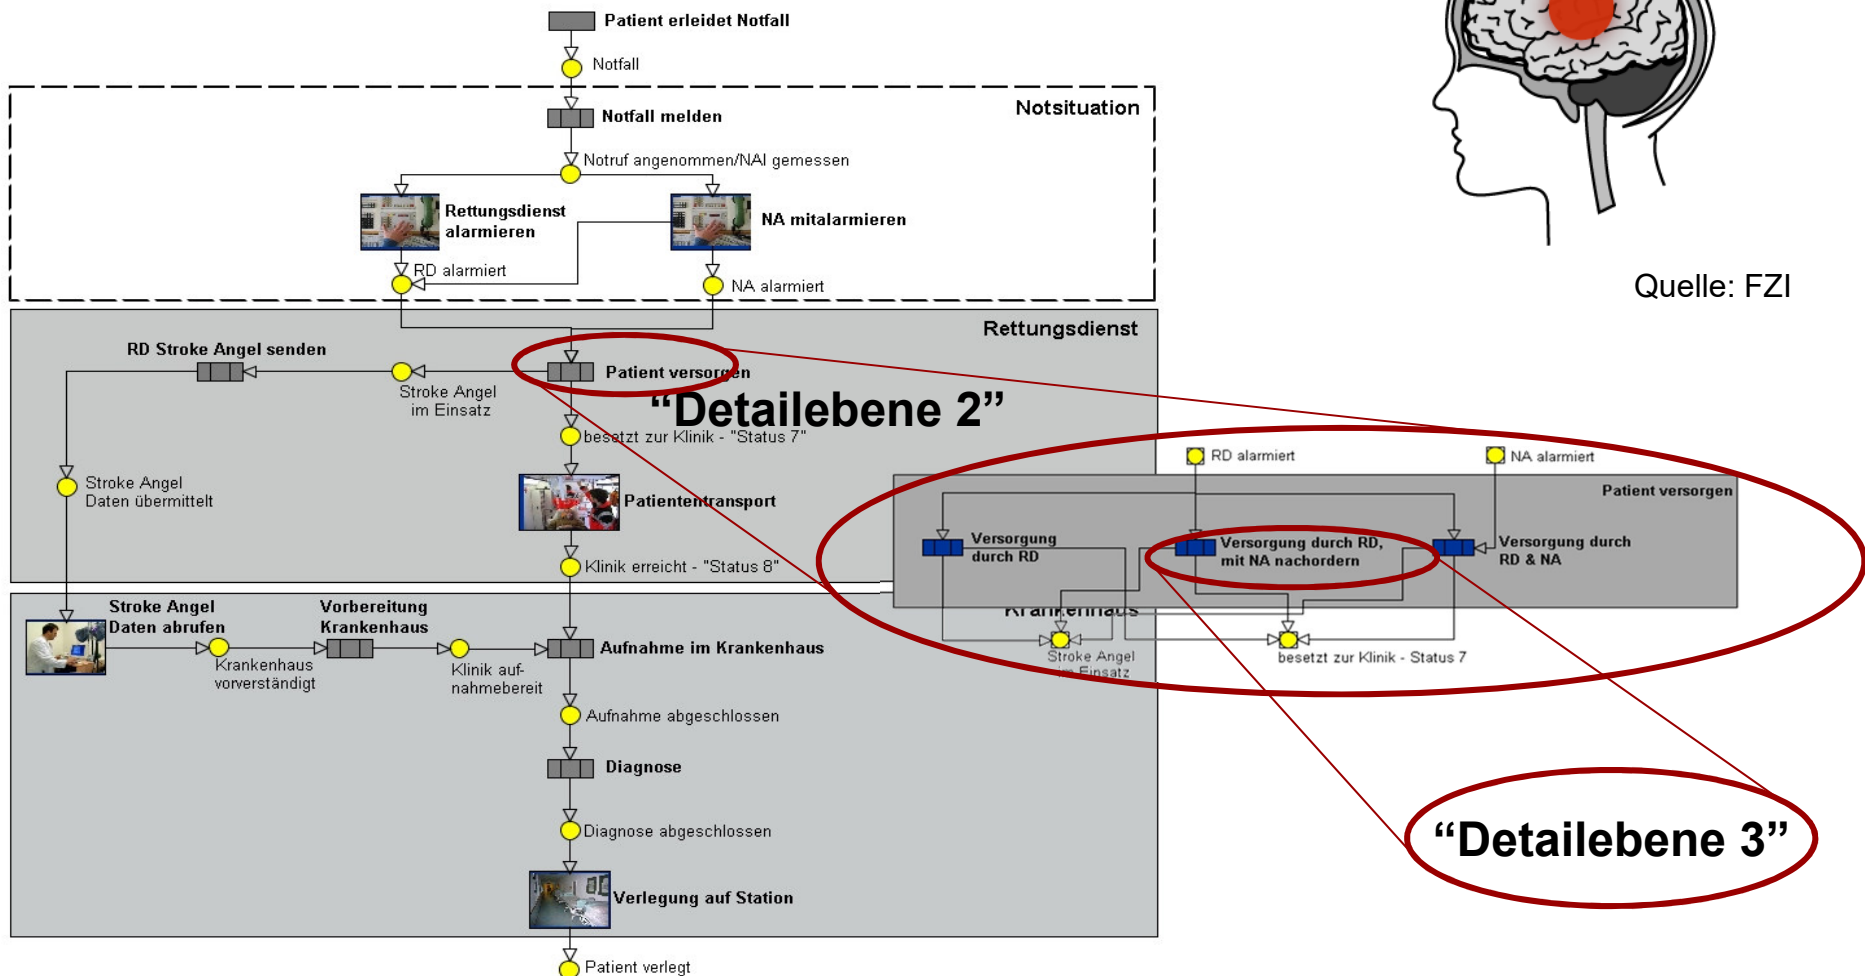 Patient erleidet Notfall
Notfall
Notsituation
Notfall melden
Notruf angenommen/NAI gemessen
Rettungsdienst
alarmieren
NA mitalarmieren
RD alarmiert
NA alarmiert
Quelle: FZI
Rettungsdienst
RD Stroke Angel senden
Patient versorgen
Stroke Angel
im Einsatz
“Detailebene 2”
besetzt zur Klinik - "Status 7"
Stroke Angel
Daten übermittelt
Patiententransport
Klinik erreicht - "Status 8"
RD alarmiert
NA alarmiert
Patient versorgen
Versorgung
durch RD
Versorgung durch RD,
mit NA nachordern
Versorgung durch
RD & NA
Krankenhaus
Stroke Angel
im Einsatz
besetzt zur Klinik - Status 7
Stroke Angel
Daten abrufen
Vorbereitung
Krankenhaus
Krankenhaus
vorverständigt
Klinik auf-
nahmebereit
Aufnahme im Krankenhaus
Aufnahme abgeschlossen
Diagnose
Diagnose abgeschlossen
“Detailebene 3”
Verlegung auf Station
Patient verlegt